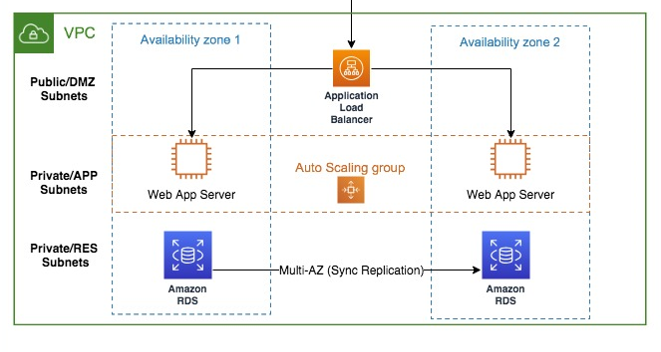 VPC
Availability zone 1
Availability zone 2
Public/DMZ
Subnets
Application
Load
Balancer
Private/APP
Subnets
Auto Scaling group
Web App Server
Web App Server
Private/RES
Subnets
Multi-AZ (Sync Replication)
Amazon
RDS
Amazon
RDS